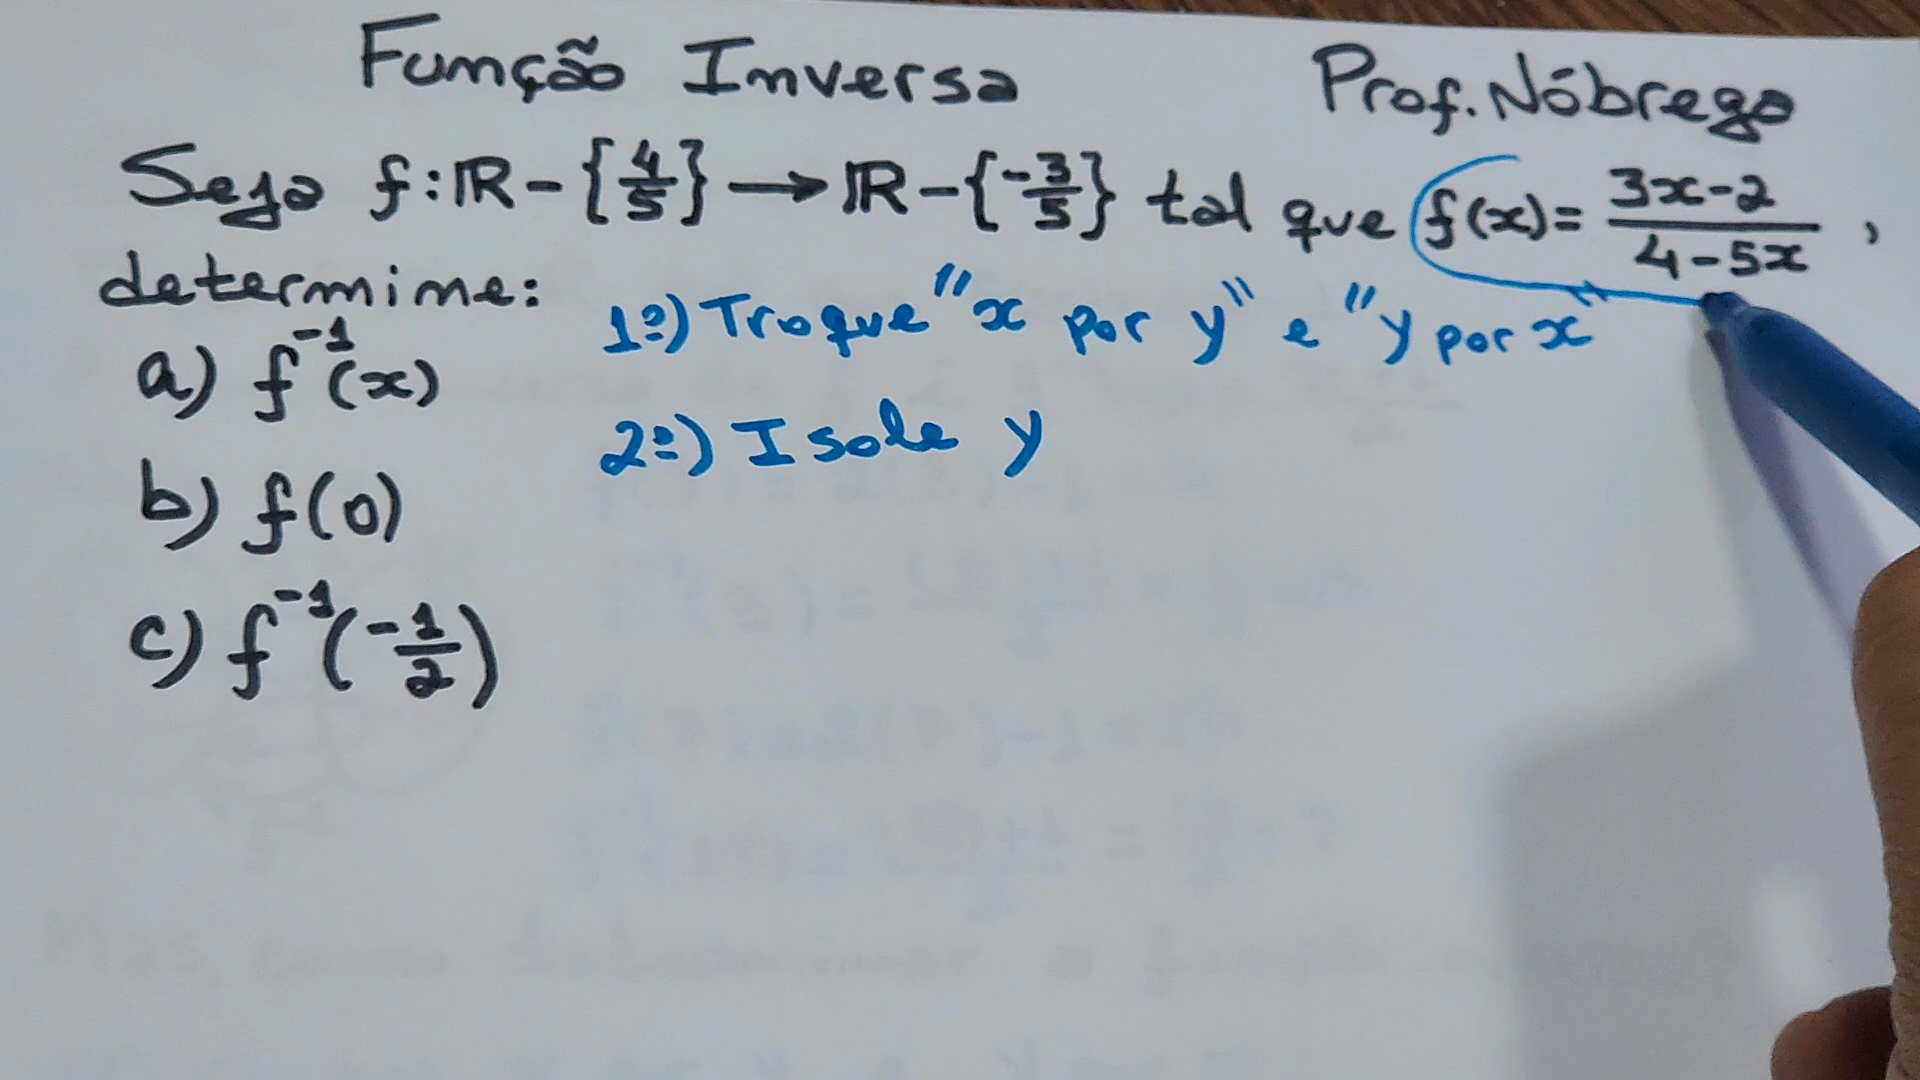 Função Inversa Prof. Nóbrega
Seja f: ℝ - {4/5} → ℝ - {-3/5} tal que f(x) = (3x-2)/(4-5x) ,
determine:
1º) Troque "x por y" e "y por x"
a) f⁻¹(x)
2º) Isole y
b) f(0)
c) f⁻¹(-1/2)